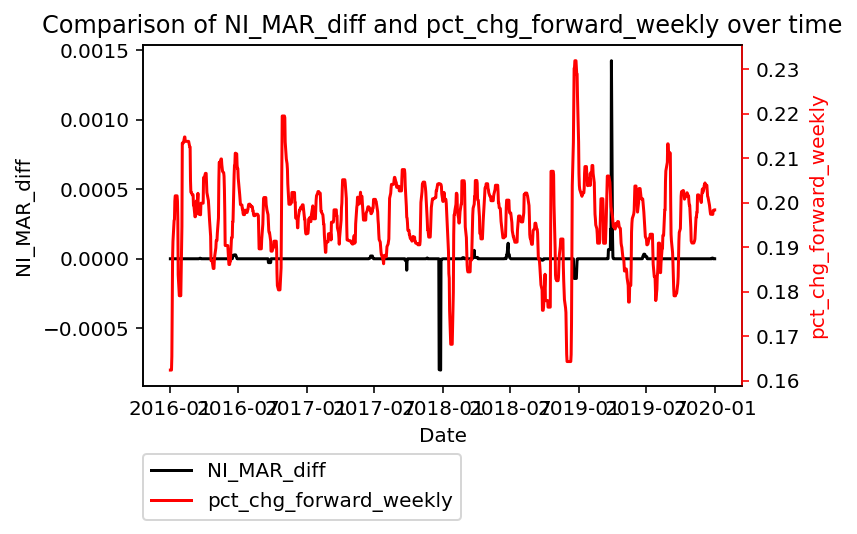 Comparison of NI_MAR_diff and pct_chg_forward_weekly over time
NI_MAR_diff
0.0015
0.0010
0.0005
0.0000
−0.0005
0.23
0.22
0.21
0.20
0.19
0.18
0.17
0.16
pct_chg_forward_weekly
2016-01 2016-07 2017-01 2017-07 2018-01 2018-07 2019-01 2019-07 2020-01
Date
NI_MAR_diff
pct_chg_forward_weekly